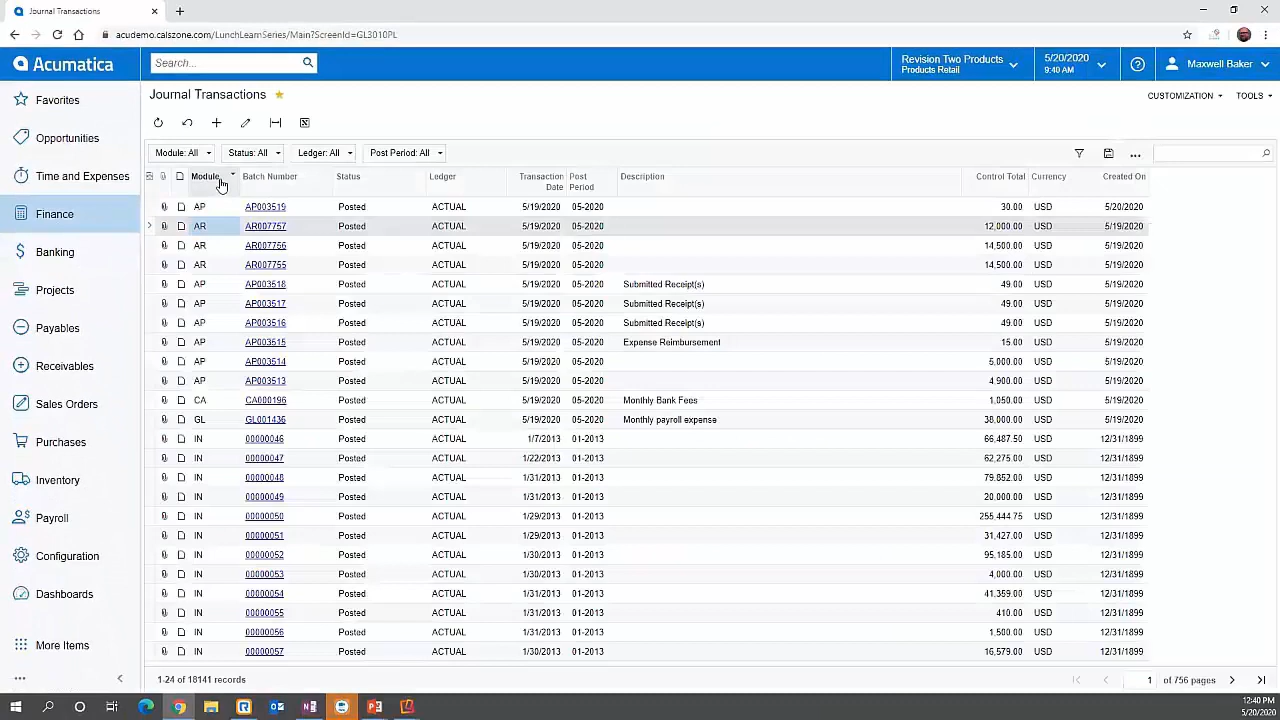 Journal Transactions
acudemo.calszone.com/LunchLearnSeries/Main?ScreenId=GL3010PL
Acumatica
Search...
Revision Two Products
Products Retail
5/20/2020
9:40 AM
Maxwell Baker
Favorites
Opportunities
Time and Expenses
Finance
Banking
Projects
Payables
Receivables
Sales Orders
Purchases
Inventory
Payroll
Configuration
Dashboards
More Items
Journal Transactions
CUSTOMIZATION TOOLS
Module: All Status: All Ledger: All Post Period: All
Module Batch Number Status Ledger Transaction Date Post Period Description Control Total Currency Created On
AP AP003519 Posted ACTUAL 5/19/2020 05-2020 30.00 USD 5/20/2020
AR AR007757 Posted ACTUAL 5/19/2020 05-2020 12,000.00 USD 5/19/2020
AR AR007756 Posted ACTUAL 5/19/2020 05-2020 14,500.00 USD 5/19/2020
AR AR007755 Posted ACTUAL 5/19/2020 05-2020 14,500.00 USD 5/19/2020
AP AP003518 Posted ACTUAL 5/19/2020 05-2020 Submitted Receipt(s) 49.00 USD 5/19/2020
AP AP003517 Posted ACTUAL 5/19/2020 05-2020 Submitted Receipt(s) 49.00 USD 5/19/2020
AP AP003516 Posted ACTUAL 5/19/2020 05-2020 Submitted Receipt(s) 49.00 USD 5/19/2020
AP AP003515 Posted ACTUAL 5/19/2020 05-2020 Expense Reimbursement 15.00 USD 5/19/2020
AP AP003514 Posted ACTUAL 5/19/2020 05-2020 5,000.00 USD 5/19/2020
AP AP003513 Posted ACTUAL 5/19/2020 05-2020 4,900.00 USD 5/19/2020
CA CA000196 Posted ACTUAL 5/19/2020 05-2020 Monthly Bank Fees 1,050.00 USD 5/19/2020
GL GL001436 Posted ACTUAL 5/19/2020 05-2020 Monthly payroll expense 38,000.00 USD 5/19/2020
IN 00000046 Posted ACTUAL 1/7/2013 01-2013 66,487.50 USD 12/31/1899
IN 00000047 Posted ACTUAL 1/22/2013 01-2013 62,275.00 USD 12/31/1899
IN 00000048 Posted ACTUAL 1/31/2013 01-2013 79,852.00 USD 12/31/1899
IN 00000049 Posted ACTUAL 1/31/2013 01-2013 20,000.00 USD 12/31/1899
IN 00000050 Posted ACTUAL 1/29/2013 01-2013 255,444.75 USD 12/31/1899
IN 00000051 Posted ACTUAL 1/29/2013 01-2013 31,427.00 USD 12/31/1899
IN 00000052 Posted ACTUAL 1/30/2013 01-2013 95,185.00 USD 12/31/1899
IN 00000053 Posted ACTUAL 1/30/2013 01-2013 4,000.00 USD 12/31/1899
IN 00000054 Posted ACTUAL 1/31/2013 01-2013 41,359.00 USD 12/31/1899
IN 00000055 Posted ACTUAL 1/31/2013 01-2013 410.00 USD 12/31/1899
IN 00000056 Posted ACTUAL 1/31/2013 01-2013 1,500.00 USD 12/31/1899
IN 00000057 Posted ACTUAL 1/30/2013 01-2013 16,579.00 USD 12/31/1899
1-24 of 18141 records 1 of 756 pages
12:40 PM
5/20/2020